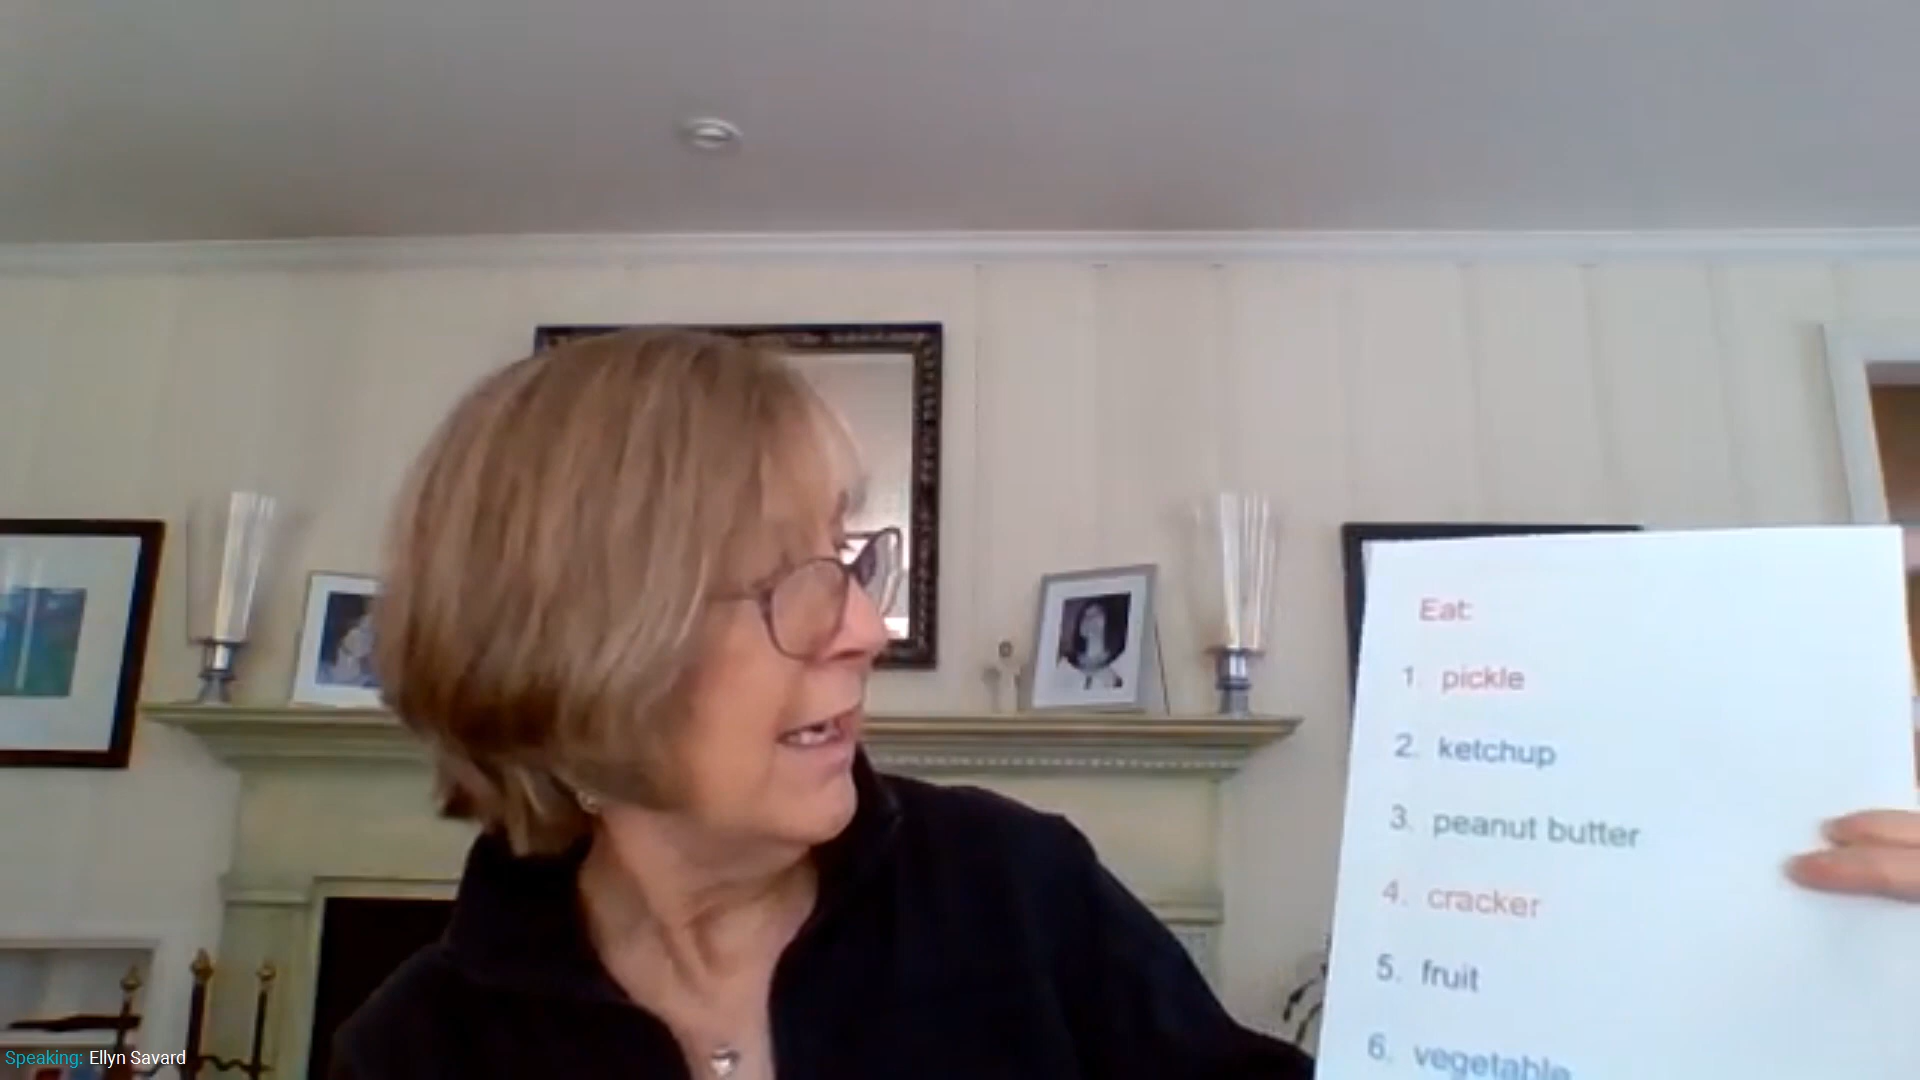 Eat:
1. pickle
2. ketchup
3. peanut butter
4. cracker
5. fruit
6. vegetable
Speaking: Ellyn Savard